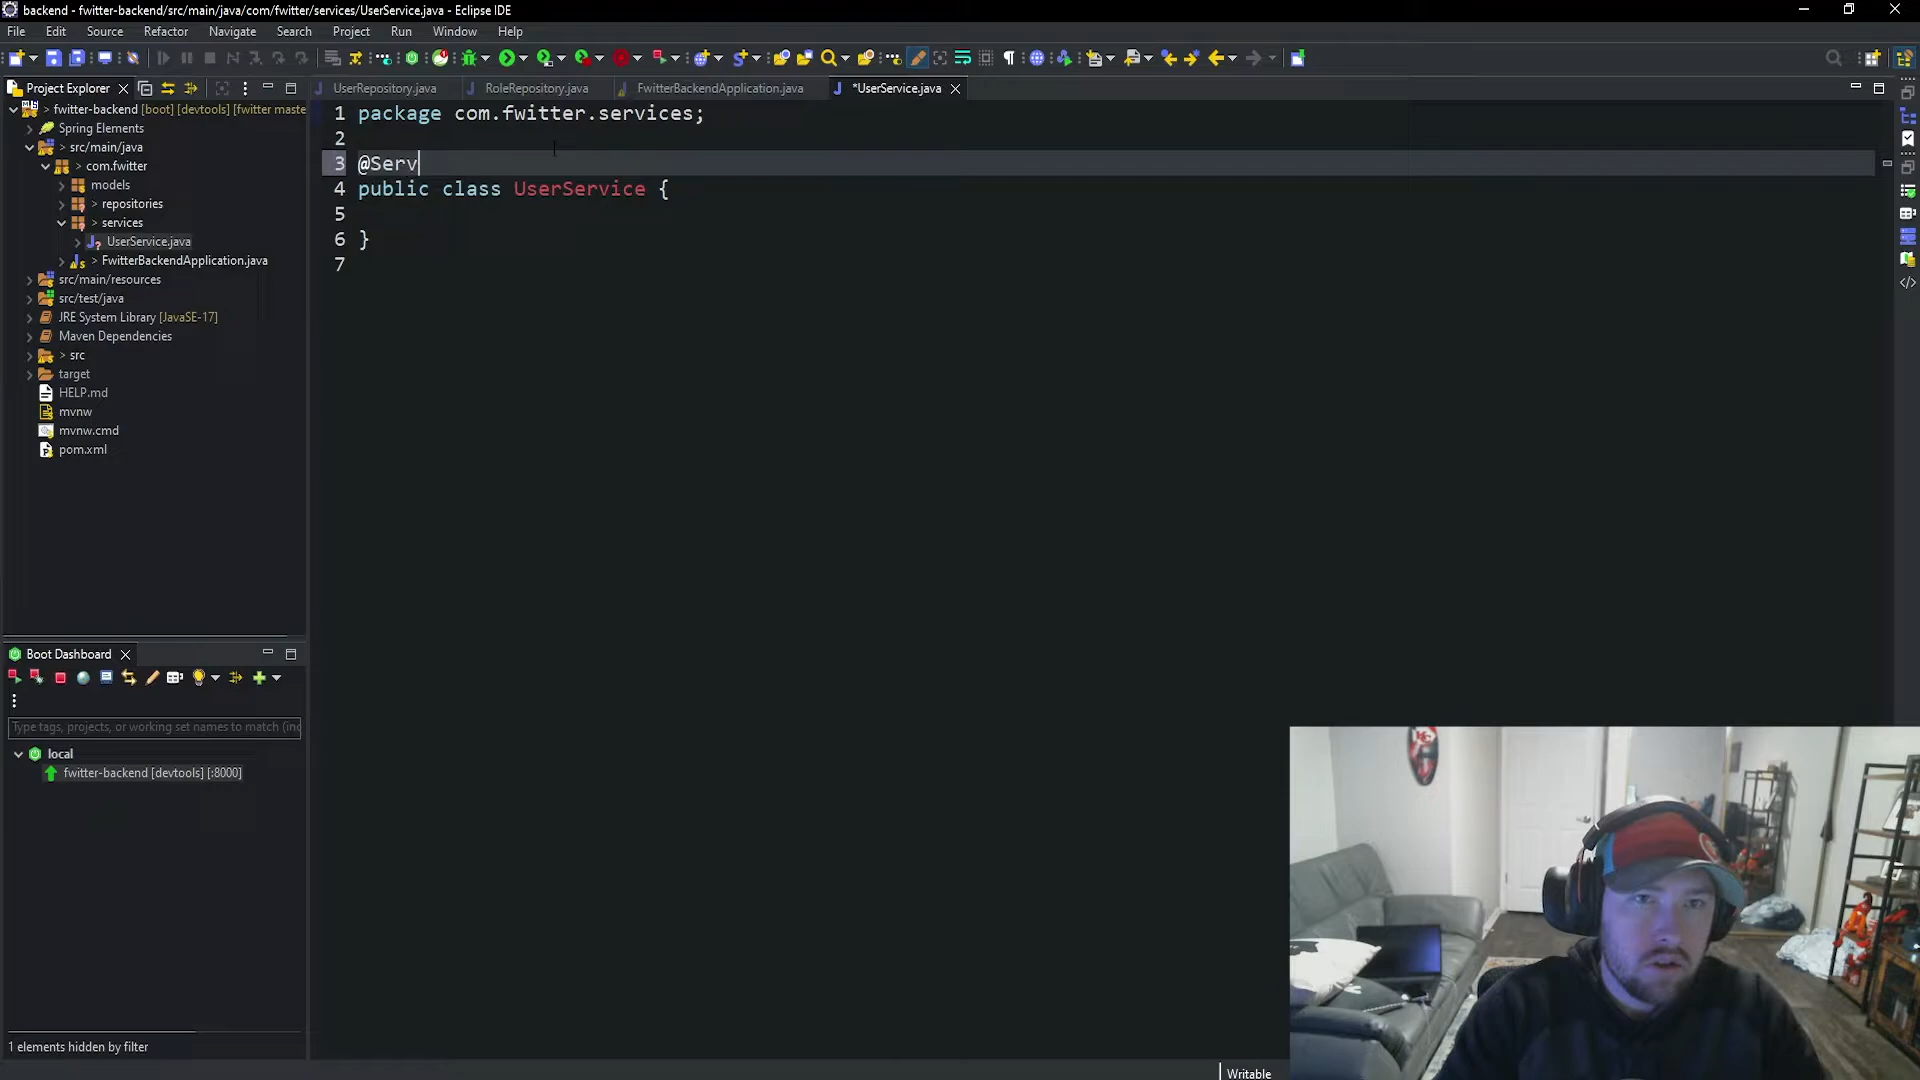 backend - fwitter-backend/src/main/java/com/fwitter/services/UserService.java - Eclipse IDE
File Edit Source Refactor Navigate Search Project Run Window Help
Project Explorer
UserRepository.java
RoleRepository.java
FwitterBackendApplication.java
*UserService.java
> fwitter-backend [boot] [devtools] [fwitter maste
Spring Elements
> src/main/java
> com.fwitter
models
> repositories
> services
UserService.java
> FwitterBackendApplication.java
src/main/resources
src/test/java
JRE System Library [JavaSE-17]
Maven Dependencies
> src
target
HELP.md
mvnw
mvnw.cmd
pom.xml
1 package com.fwitter.services;
2
3 @Serv
4 public class UserService {
5
6 }
7
Boot Dashboard
Type tags, projects, or working set names to match (inc
local
fwitter-backend [devtools] [:8000]
1 elements hidden by filter
Writable